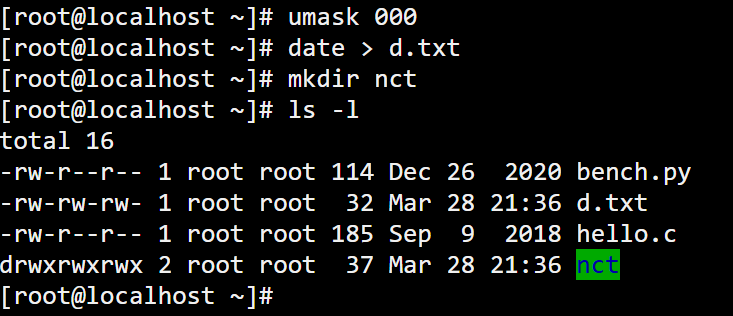 [root@localhost ~]# umask 000
[root@localhost ~]# date > d.txt
[root@localhost ~]# mkdir nct
[root@localhost ~]# ls -l
total 16
-rw-r--r-- 1 root root 114 Dec 26  2020 bench.py
-rw-rw-rw- 1 root root  32 Mar 28 21:36 d.txt
-rw-r--r-- 1 root root 185 Sep  9  2018 hello.c
drwxrwxrwx 2 root root  37 Mar 28 21:36 nct
[root@localhost ~]#